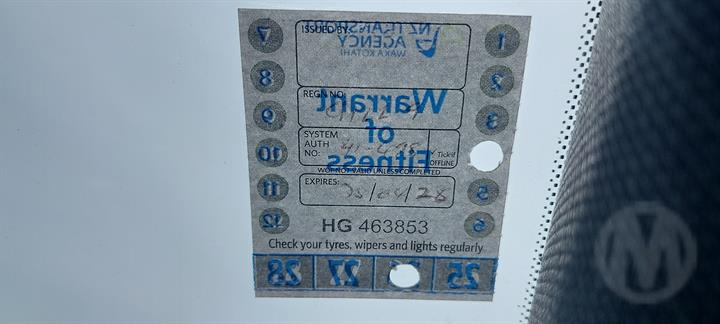 ISSUED BY:
NZ TRANSPORT
AGENCY
WAKA KOTAHI
REGN NO
Warrant
of
Fitness
SYSTEM
AUTH
NO:
✓ Tick if
OFFLINE
WOF NOT VALID UNLESS COMPLETED
EXPIRES:
HG 463853
Check your tyres, wipers and lights regularly
7 1
8 2
9 3
10
11 5
12 6
28 27 25
M